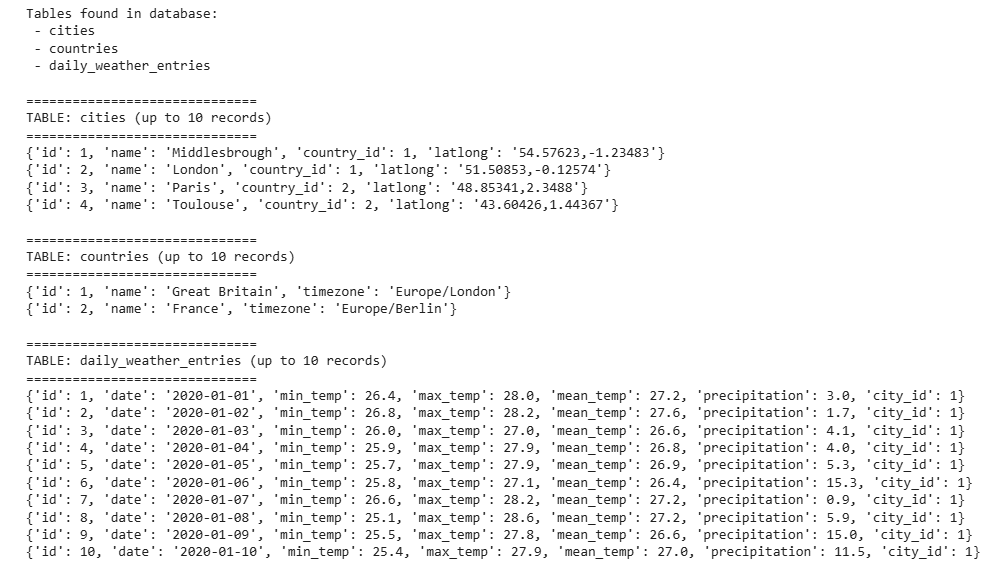 Tables found in database:
 - cities
 - countries
 - daily_weather_entries

==============================
TABLE: cities (up to 10 records)
==============================
{'id': 1, 'name': 'Middlesbrough', 'country_id': 1, 'latlong': '54.57623,-1.23483'}
{'id': 2, 'name': 'London', 'country_id': 1, 'latlong': '51.50853,-0.12574'}
{'id': 3, 'name': 'Paris', 'country_id': 2, 'latlong': '48.85341,2.3488'}
{'id': 4, 'name': 'Toulouse', 'country_id': 2, 'latlong': '43.60426,1.44367'}

==============================
TABLE: countries (up to 10 records)
==============================
{'id': 1, 'name': 'Great Britain', 'timezone': 'Europe/London'}
{'id': 2, 'name': 'France', 'timezone': 'Europe/Berlin'}

==============================
TABLE: daily_weather_entries (up to 10 records)
==============================
{'id': 1, 'date': '2020-01-01', 'min_temp': 26.4, 'max_temp': 28.0, 'mean_temp': 27.2, 'precipitation': 3.0, 'city_id': 1}
{'id': 2, 'date': '2020-01-02', 'min_temp': 26.8, 'max_temp': 28.2, 'mean_temp': 27.6, 'precipitation': 1.7, 'city_id': 1}
{'id': 3, 'date': '2020-01-03', 'min_temp': 26.0, 'max_temp': 27.0, 'mean_temp': 26.6, 'precipitation': 4.1, 'city_id': 1}
{'id': 4, 'date': '2020-01-04', 'min_temp': 25.9, 'max_temp': 27.9, 'mean_temp': 26.8, 'precipitation': 4.0, 'city_id': 1}
{'id': 5, 'date': '2020-01-05', 'min_temp': 25.7, 'max_temp': 27.9, 'mean_temp': 26.9, 'precipitation': 5.3, 'city_id': 1}
{'id': 6, 'date': '2020-01-06', 'min_temp': 25.8, 'max_temp': 27.1, 'mean_temp': 26.4, 'precipitation': 15.3, 'city_id': 1}
{'id': 7, 'date': '2020-01-07', 'min_temp': 26.6, 'max_temp': 28.2, 'mean_temp': 27.2, 'precipitation': 0.9, 'city_id': 1}
{'id': 8, 'date': '2020-01-08', 'min_temp': 25.1, 'max_temp': 28.6, 'mean_temp': 27.2, 'precipitation': 5.9, 'city_id': 1}
{'id': 9, 'date': '2020-01-09', 'min_temp': 25.5, 'max_temp': 27.8, 'mean_temp': 26.6, 'precipitation': 15.0, 'city_id': 1}
{'id': 10, 'date': '2020-01-10', 'min_temp': 25.4, 'max_temp': 27.9, 'mean_temp': 27.0, 'precipitation': 11.5, 'city_id': 1}